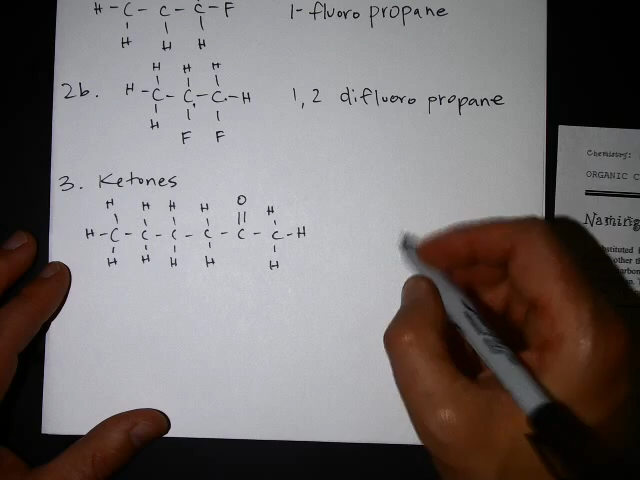 H - C - C - C - F 1- fluoro propane
H H H
H H H
2b. H - C - C - C - H 1, 2 difluoro propane
H
F F
3. Ketones
H H H H O H
H - C - C - C - C - C - C - H
H H H H H
Chemistry:
ORGANIC C
Naming